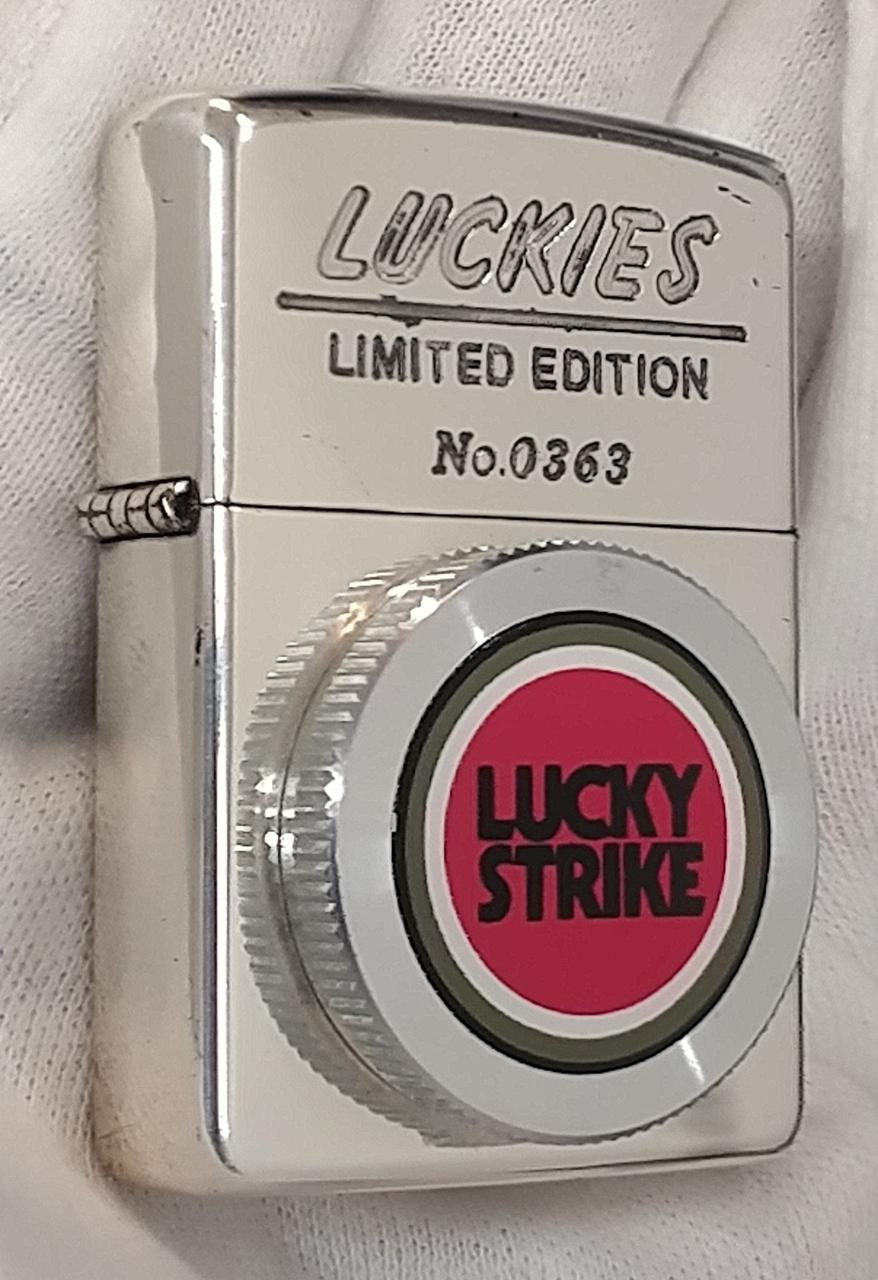 LUCKIES
LIMITED EDITION
No.0363
LUCKY
STRIKE